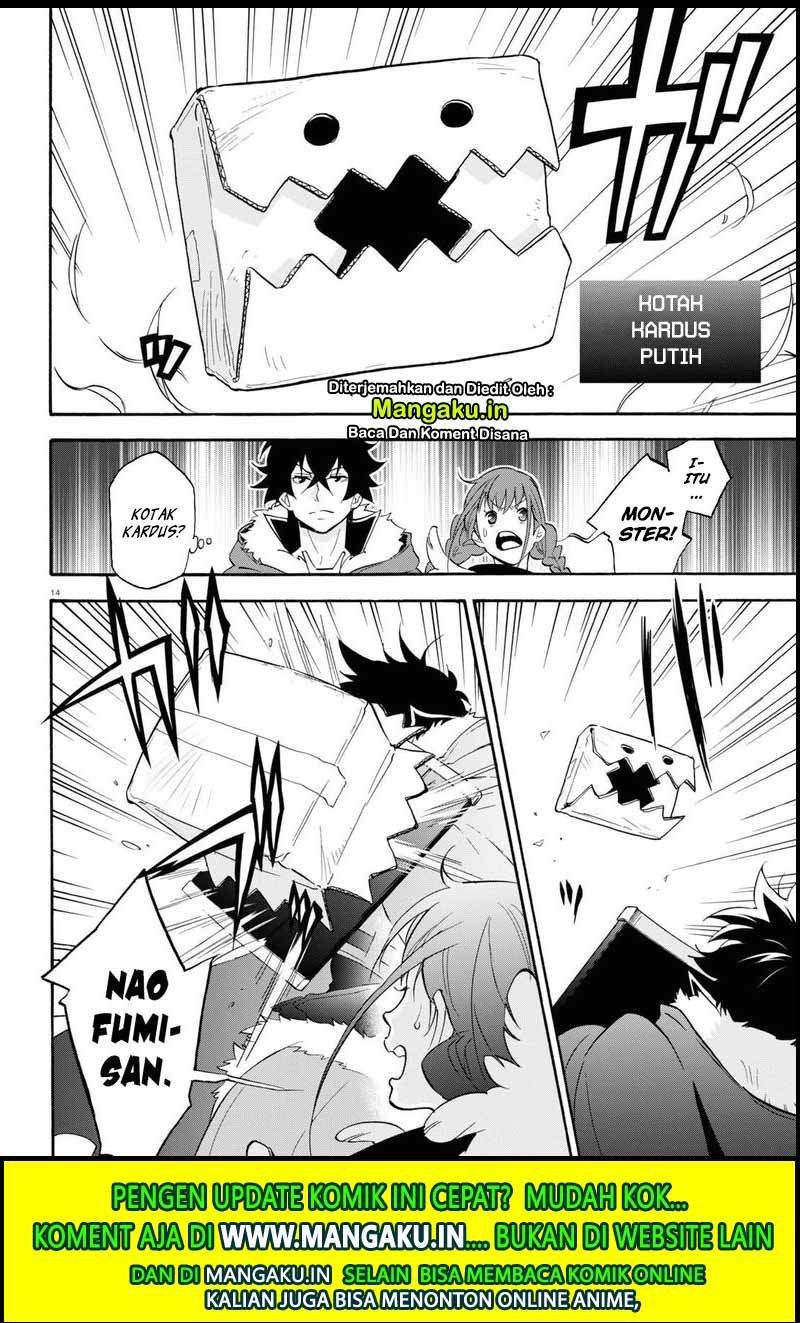 KOTAK
KARDUS
PUTIH
Diterjemahkan dan Diedit Oleh :
Mangaku.in
Baca Dan Koment Disana
I-
ITU
...
MON-
STER!
KOTAK
KARDUS?
14
NAO
FUMI-
SAN.
PENGEN UPDATE KOMIK INI CEPAT? MUDAH KOK...
KOMENT AJA DI WWW.MANGAKU.IN.... BUKAN DI WEBSITE LAIN
DAN DI MANGAKU.IN SELAIN BISA MEMBACA KOMIK ONLINE
KALIAN JUGA BISA MENONTON ONLINE ANIME,